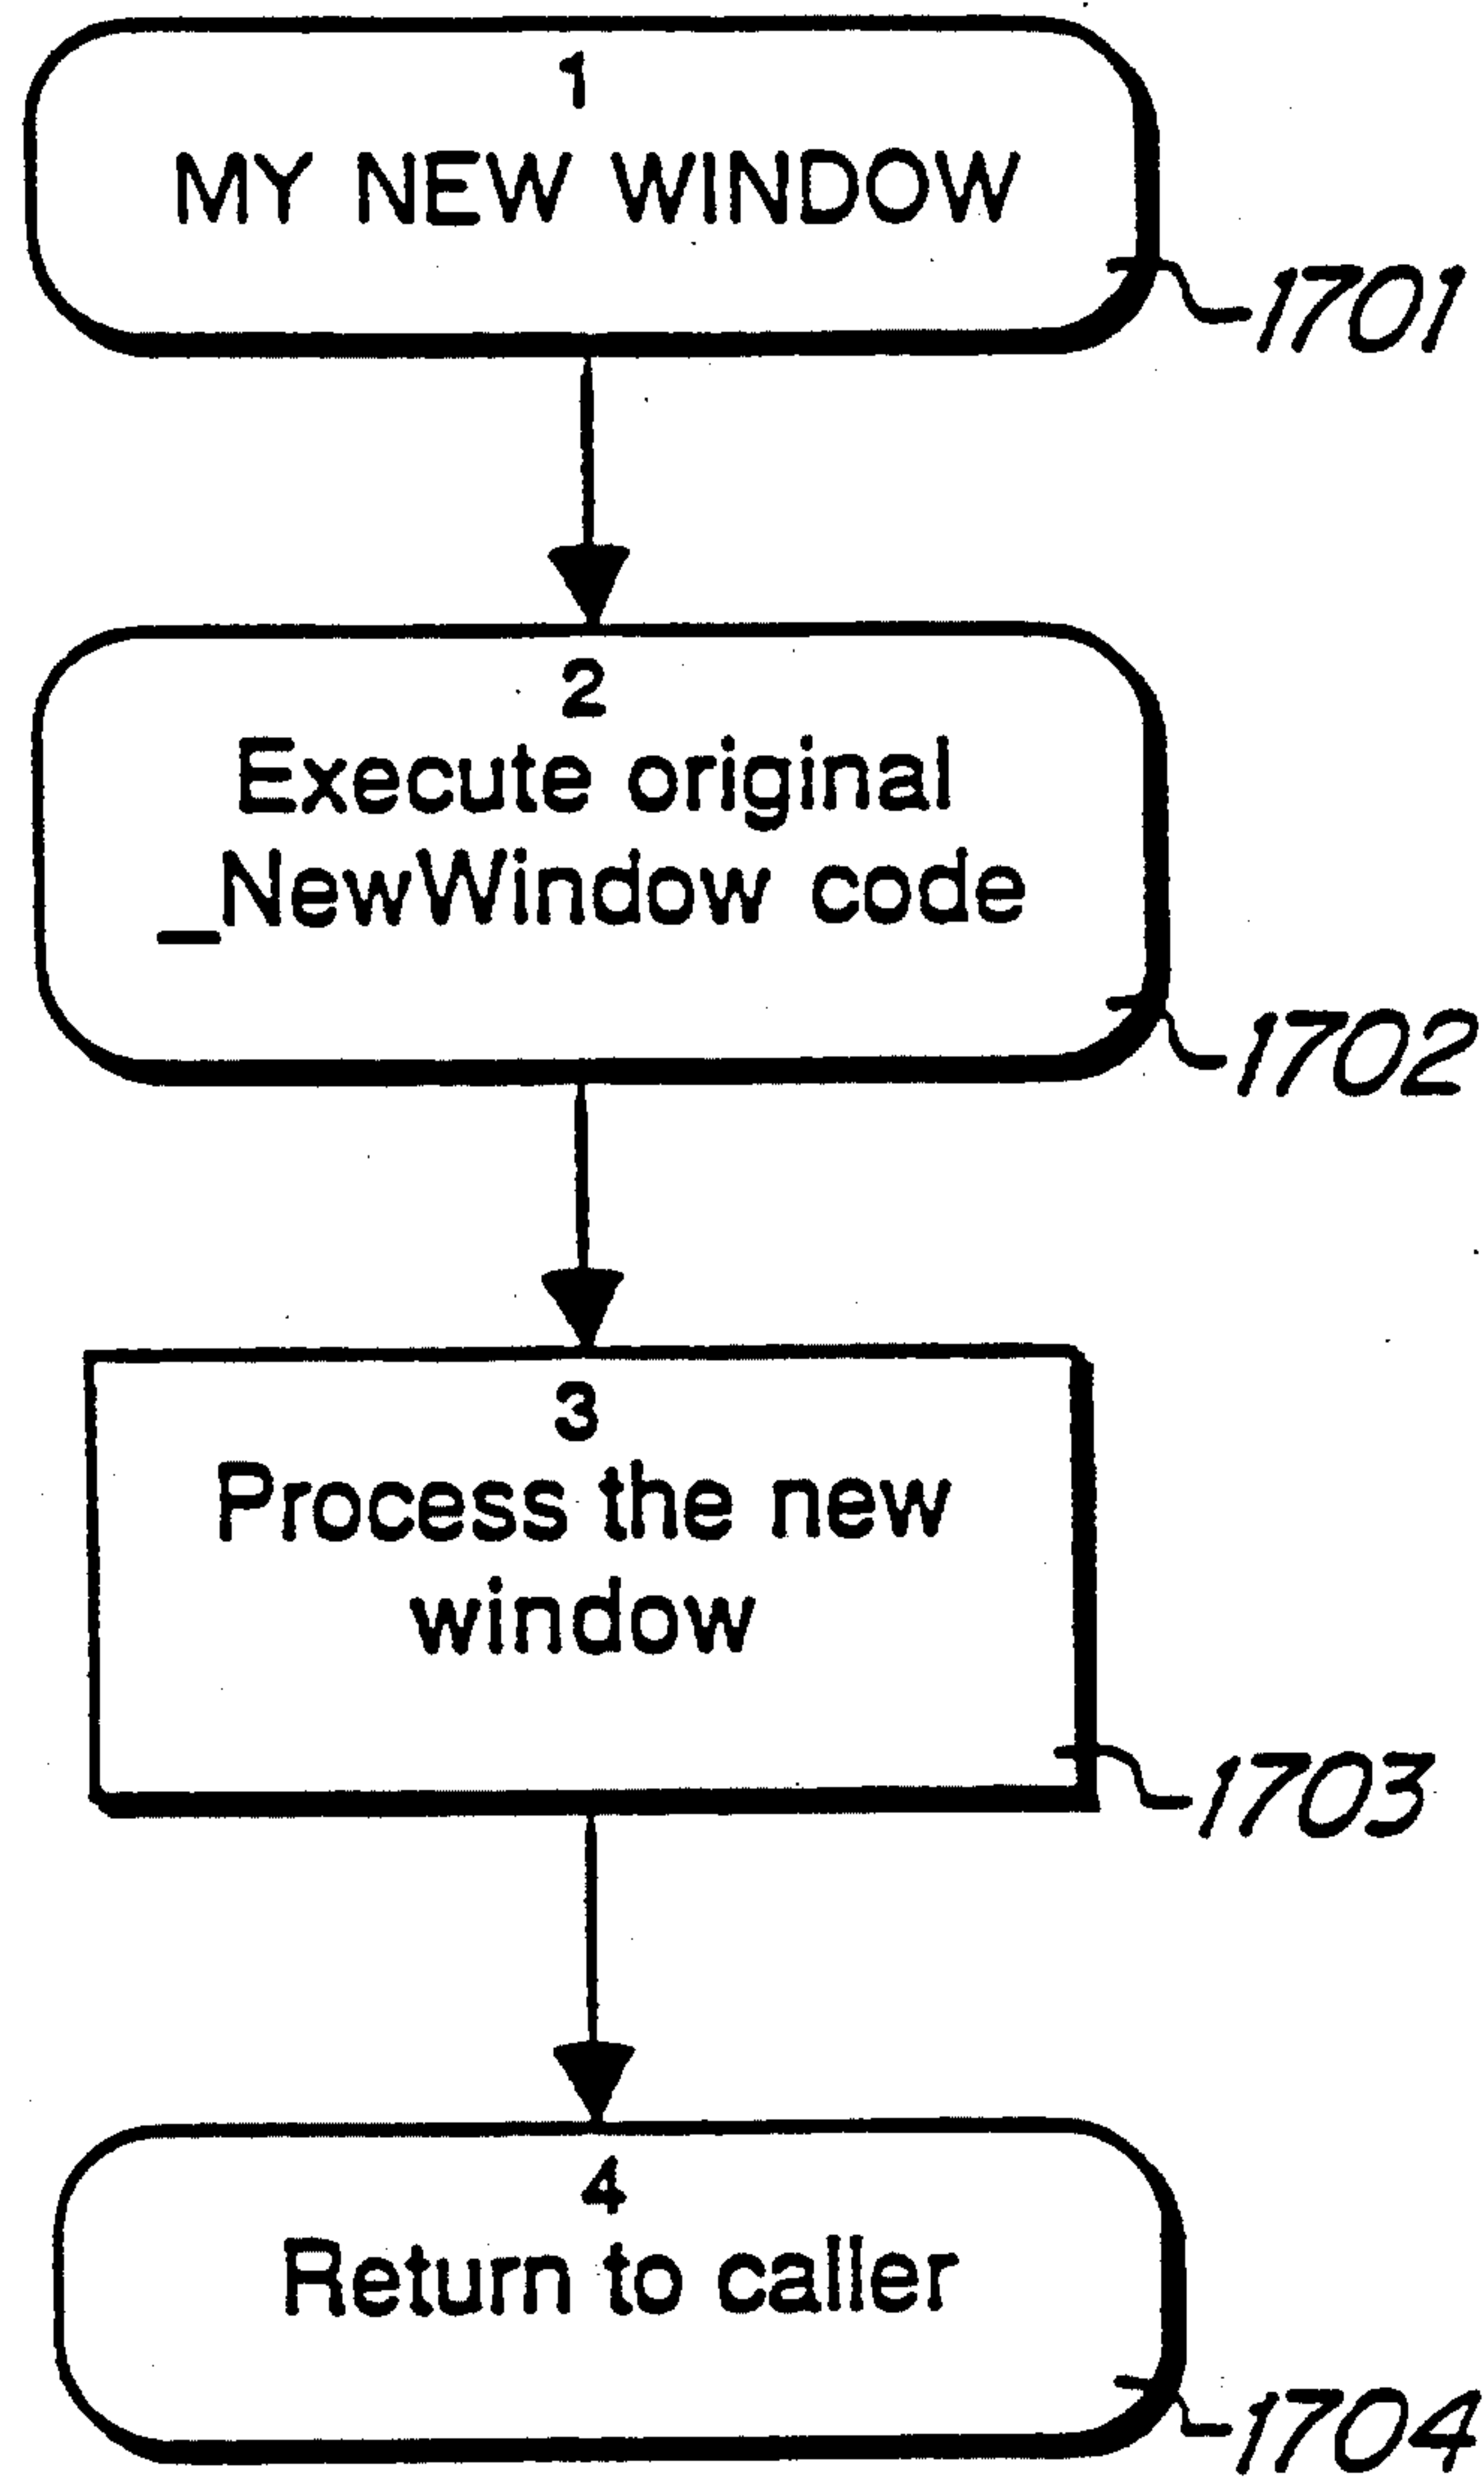 1
MY NEW WINDOW
1701
2
Execute original
_NewWindow code
1702
3
Process the new
window
1703
4
Return to caller
1704